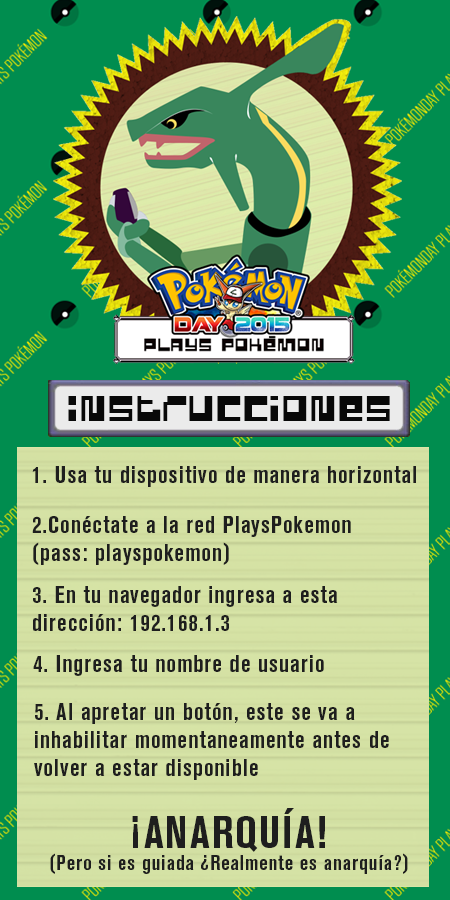 POKÉMON
DAY 2015
PLAYS POKÉMON
INSTRUCCIONES
1. Usa tu dispositivo de manera horizontal
2.Conéctate a la red PlaysPokemon
(pass: playspokemon)
3. En tu navegador ingresa a esta
dirección: 192.168.1.3
4. Ingresa tu nombre de usuario
5. Al apretar un botón, este se va a
inhabilitar momentaneamente antes de
volver a estar disponible
¡ANARQUÍA!
(Pero si es guiada ¿Realmente es anarquía?)